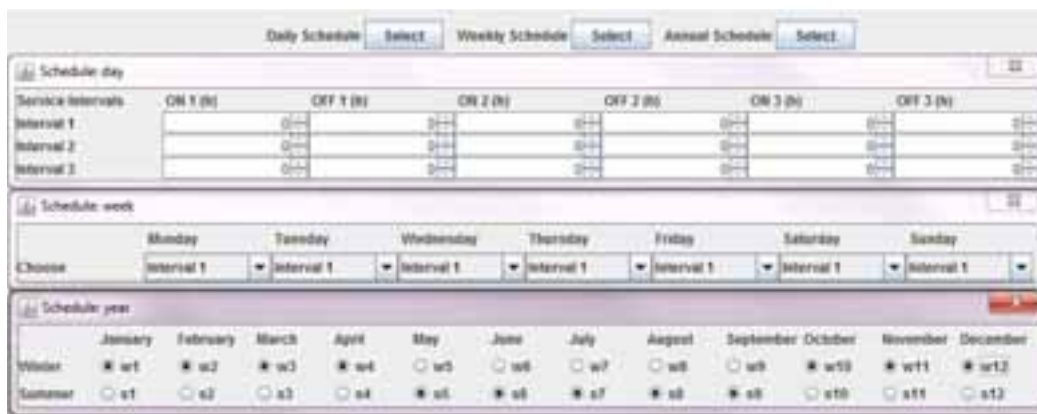 Daily Schedule Select Weekly Schedule Select Annual Schedule Select
Schedule: day
Service Intervals ON 1 (h) OFF 1 (h) ON 2 (h) OFF 2 (h) ON 3 (h) OFF 3 (h)
Interval 1 0 0 0 0 0 0
Interval 2 0 0 0 0 0 0
Interval 3 0 0 0 0 0 0
Schedule: week
Monday Tuesday Wednesday Thursday Friday Saturday Sunday
Choose Interval 1 Interval 1 Interval 1 Interval 1 Interval 1 Interval 1 Interval 1
Schedule: year
January February March April May June July August September October November December
Winter w1 w2 w3 w4 w5 w6 w7 w8 w9 w10 w11 w12
Summer s1 s2 s3 s4 s5 s6 s7 s8 s9 s10 s11 s12